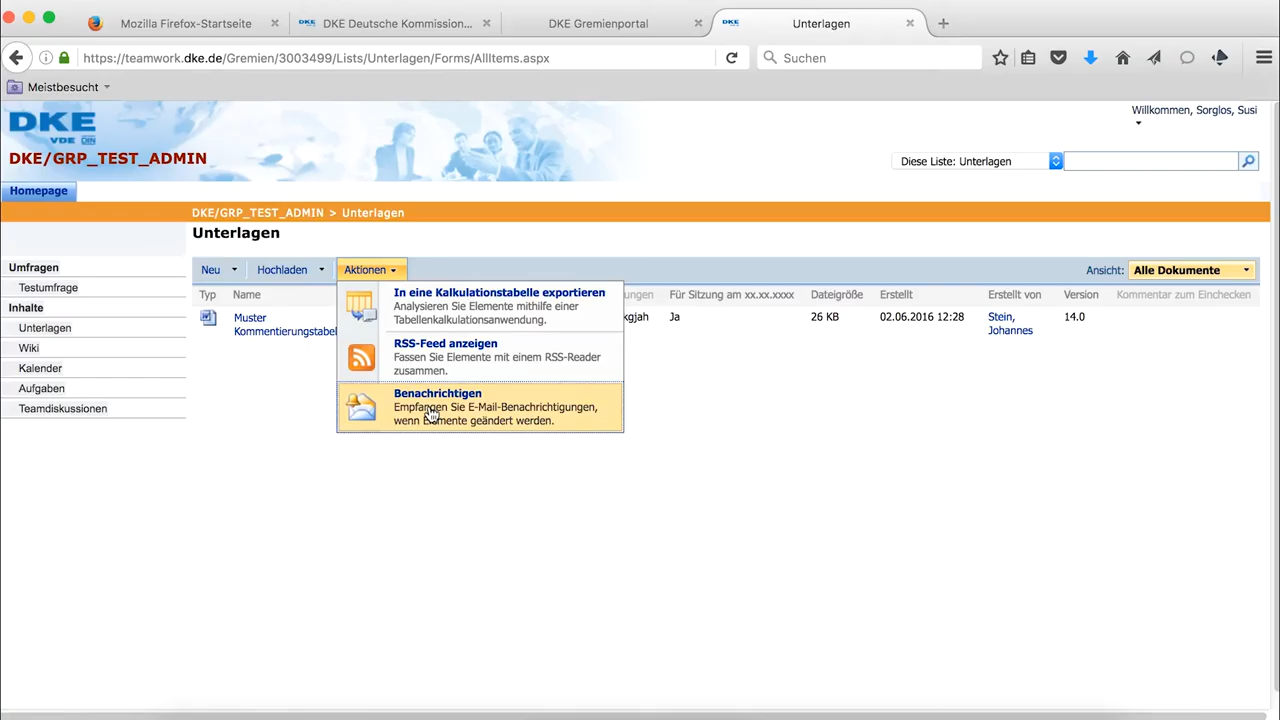 Mozilla Firefox-Startseite
DKE Deutsche Kommission...
DKE Gremienportal
Unterlagen
https://teamwork.dke.de/Gremien/3003499/Lists/Unterlagen/Forms/AllItems.aspx
Suchen
Meistbesucht
DKE
VDE DIN
DKE/GRP_TEST_ADMIN
Willkommen, Sorglos, Susi
Diese Liste: Unterlagen
Homepage
DKE/GRP_TEST_ADMIN > Unterlagen
Unterlagen
Umfragen
Testumfrage
Inhalte
Unterlagen
Wiki
Kalender
Aufgaben
Teamdiskussionen
Neu Hochladen Aktionen Ansicht: Alle Dokumente
Typ Name ungen Für Sitzung am xx.xx.xxxx Dateigröße Erstellt Erstellt von Version Kommentar zum Einchecken
Muster kgjah Ja 26 KB 02.06.2016 12:28 Stein, 14.0
Kommentierungstabel Johannes
In eine Kalkulationstabelle exportieren
Analysieren Sie Elemente mithilfe einer
Tabellenkalkulationsanwendung.
RSS-Feed anzeigen
Fassen Sie Elemente mit einem RSS-Reader
zusammen.
Benachrichtigen
Empfangen Sie E-Mail-Benachrichtigungen,
wenn Elemente geändert werden.